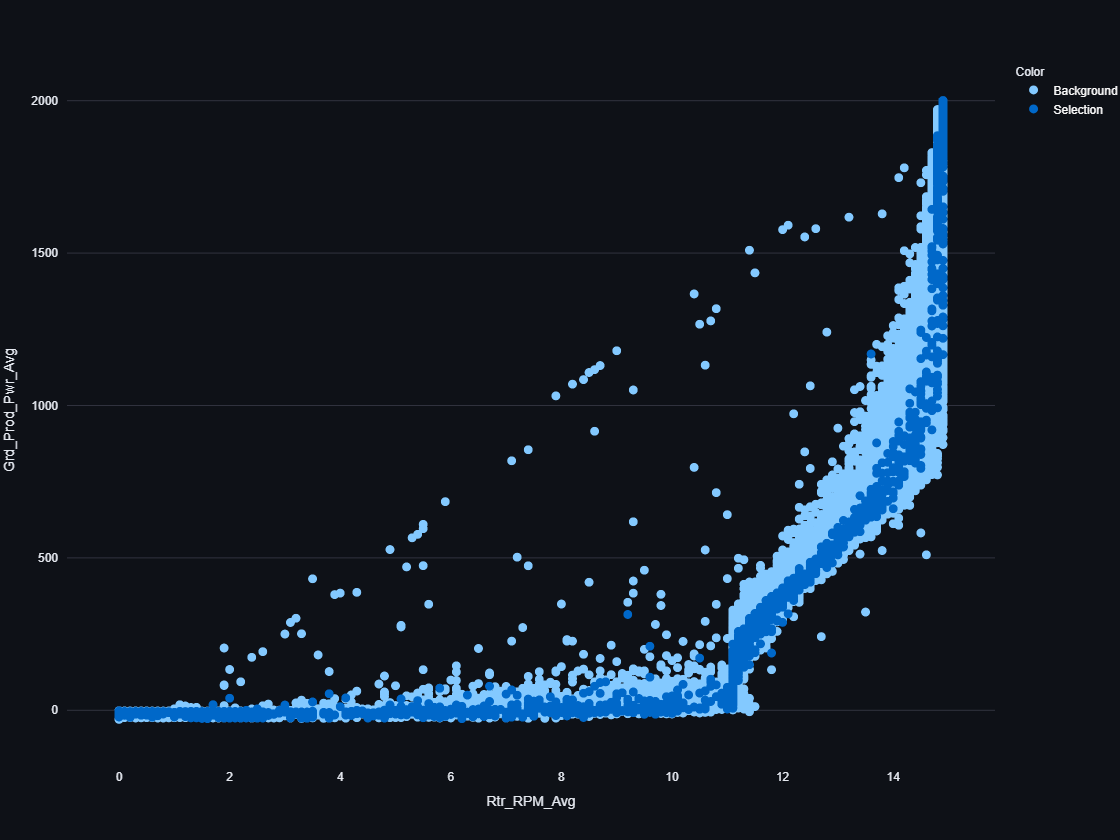 Color
Background
Selection
2000
1500
1000
500
0
Grd_Prod_Pwr_Avg
0 2 4 6 8 10 12 14
Rtr_RPM_Avg